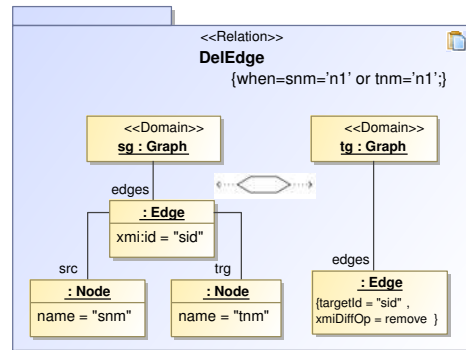 <<Relation>>
DelEdge
{when=snm='n1' or tnm='n1';}
<<Domain>>
sg : Graph
<<Domain>>
tg : Graph
edges
: Edge
xmi:id = "sid"
src
trg
: Node
name = "snm"
: Node
name = "tnm"
edges
: Edge
{targetId = "sid" ,
xmiDiffOp = remove }